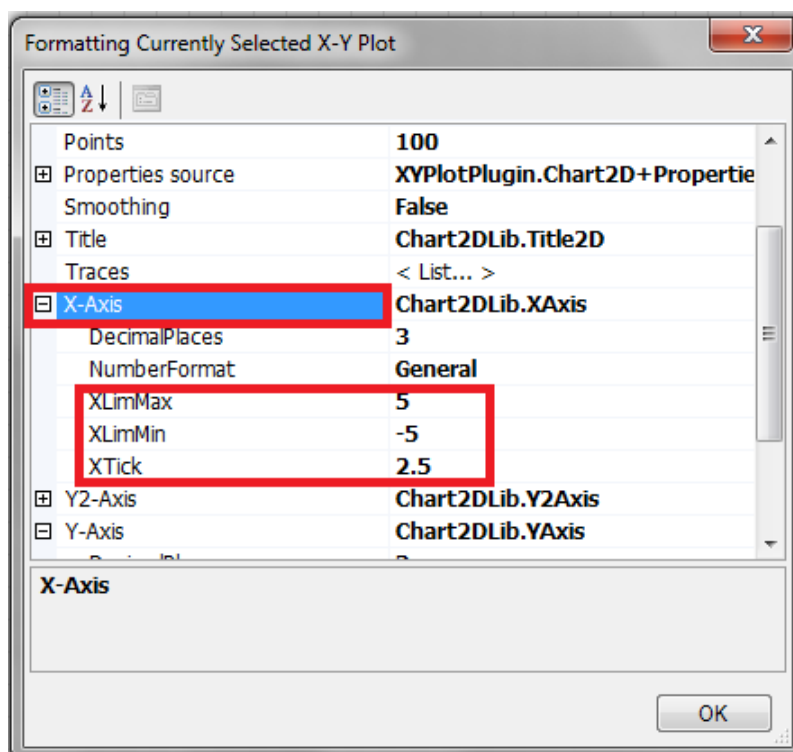 Formatting Currently Selected X-Y Plot
Points 100
Properties source XYPlotPlugin.Chart2D+Propertie
Smoothing False
Title Chart2DLib.Title2D
Traces < List... >
X-Axis Chart2DLib.XAxis
DecimalPlaces 3
NumberFormat General
XLimMax 5
XLimMin -5
XTick 2.5
Y2-Axis Chart2DLib.Y2Axis
Y-Axis Chart2DLib.YAxis
X-Axis
OK